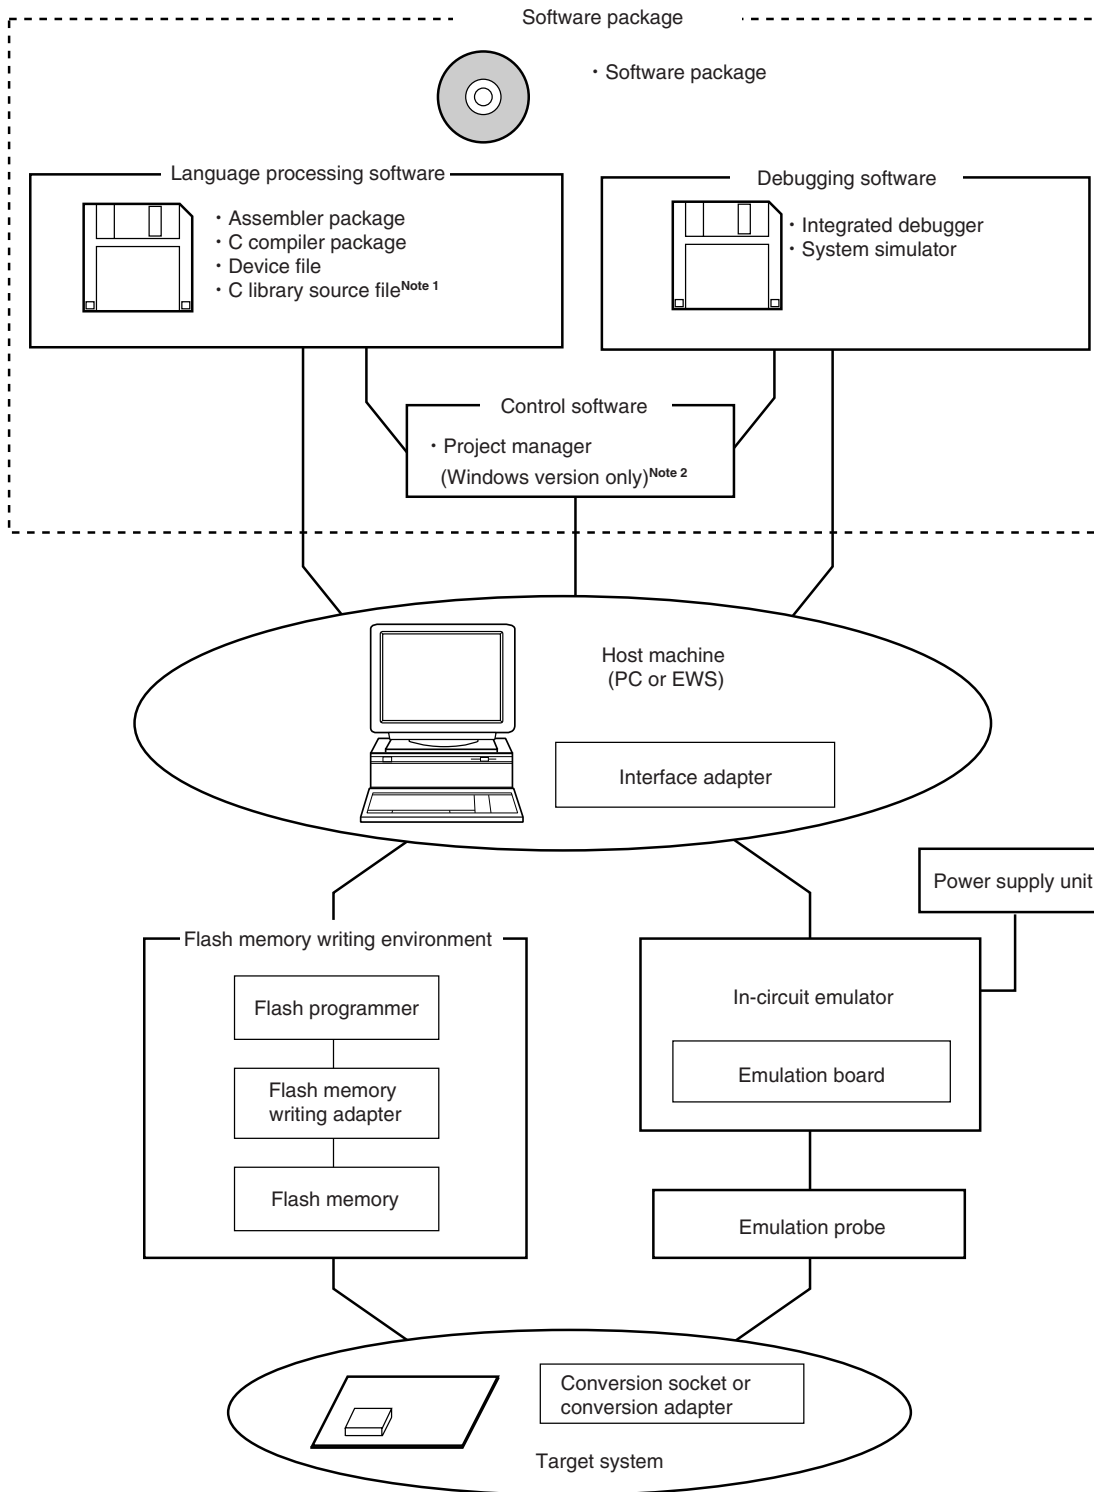 Software package
・Software package
Language processing software
・Assembler package
・C compiler package
・Device file
・C library source fileNote 1
Debugging software
・Integrated debugger
・System simulator
Control software
・Project manager
(Windows version only)Note 2
Host machine
(PC or EWS)
Interface adapter
Power supply unit
Flash memory writing environment
Flash programmer
Flash memory
writing adapter
Flash memory
In-circuit emulator
Emulation board
Emulation probe
Conversion socket or
conversion adapter
Target system